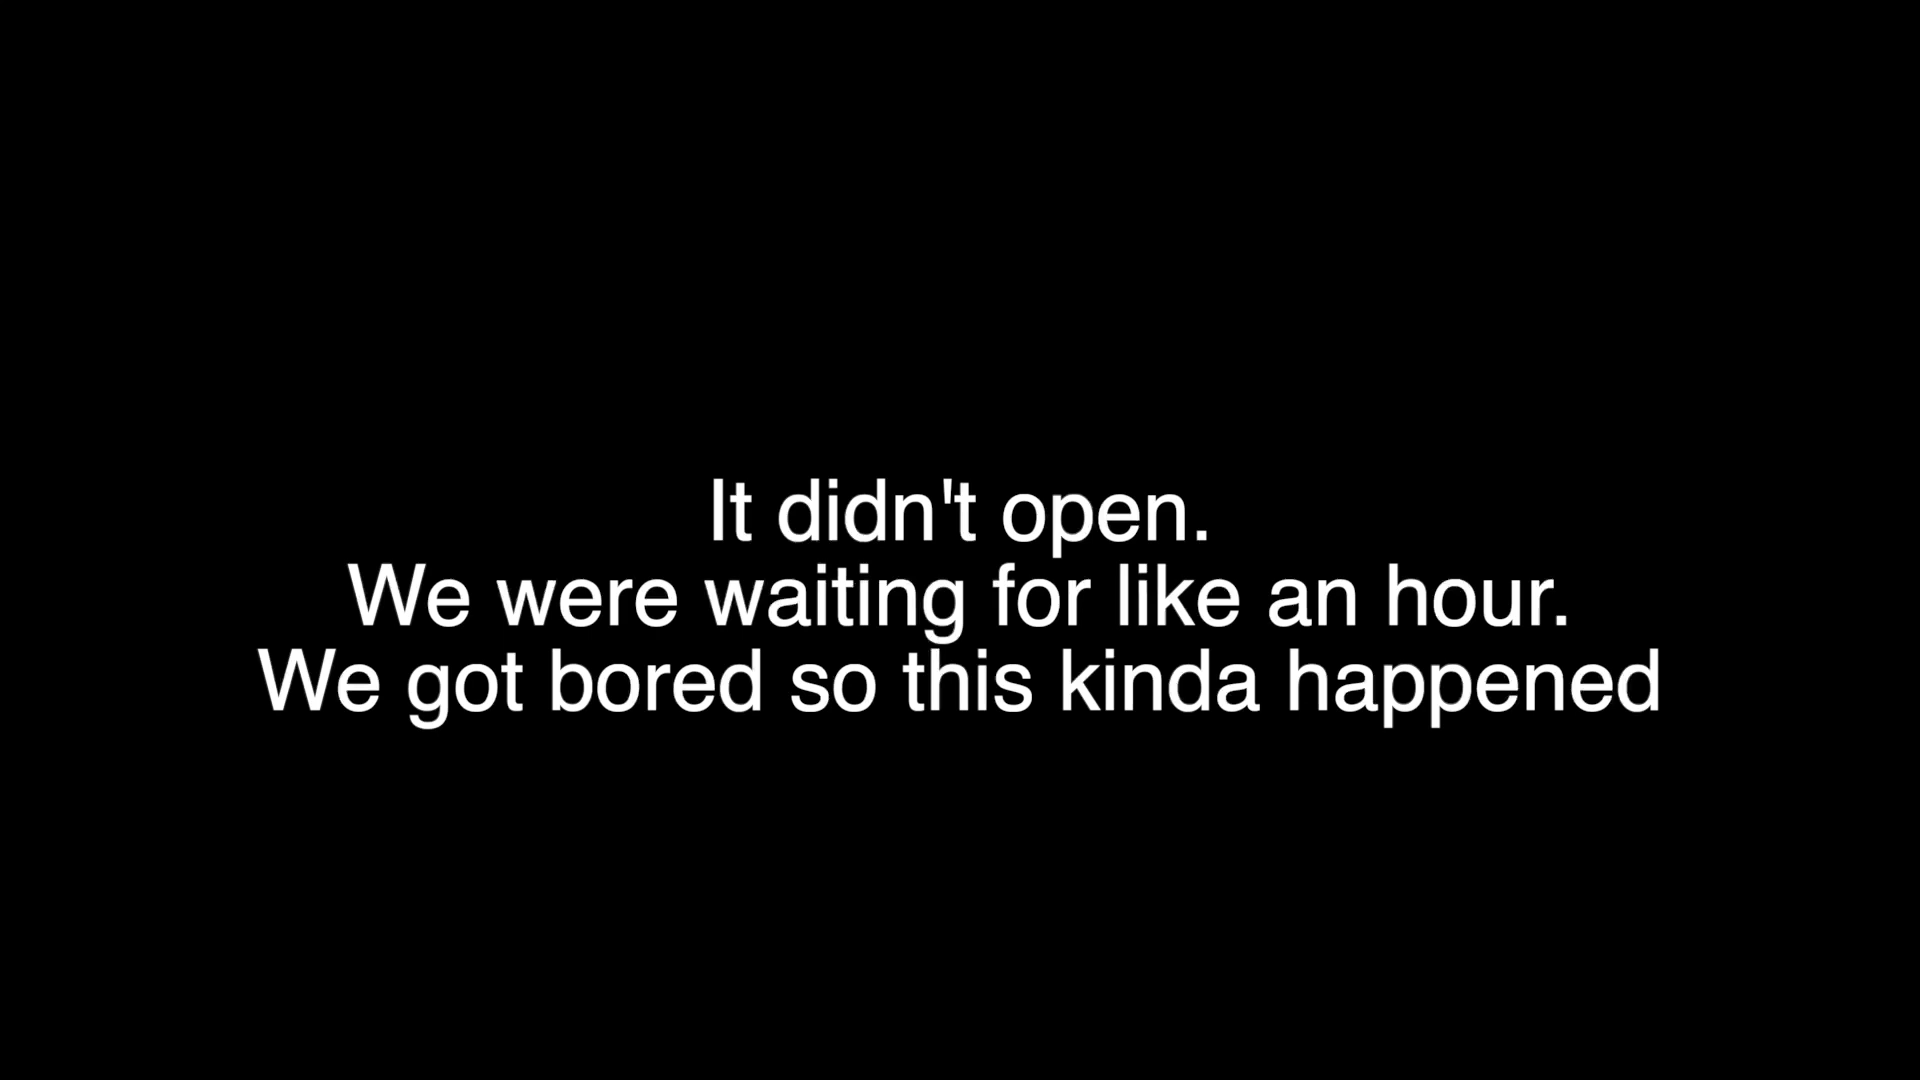 It didn't open.
We were waiting for like an hour.
We got bored so this kinda happened